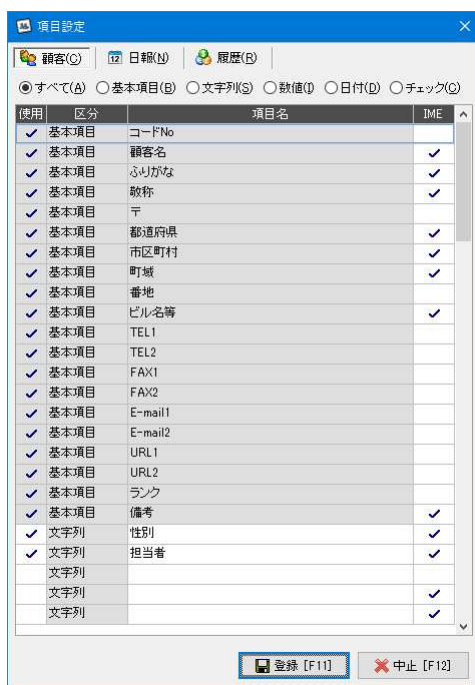 項目設定
顧客(C) 12 日報(N) 履歴(R)
すべて(A) 基本項目(B) 文字列(S) 数値(I) 日付(D) チェック(C)
使用 区分 項目名 IME
基本項目 コードNo
基本項目 顧客名
基本項目 ふりがな
基本項目 敬称
基本項目 〒
基本項目 都道府県
基本項目 市区町村
基本項目 町域
基本項目 番地
基本項目 ビル名等
基本項目 TEL1
基本項目 TEL2
基本項目 FAX1
基本項目 FAX2
基本項目 E-mail1
基本項目 E-mail2
基本項目 URL1
基本項目 URL2
基本項目 ランク
基本項目 備考
文字列 性別
文字列 担当者
文字列
文字列
文字列
登録 [F11] 中止 [F12]